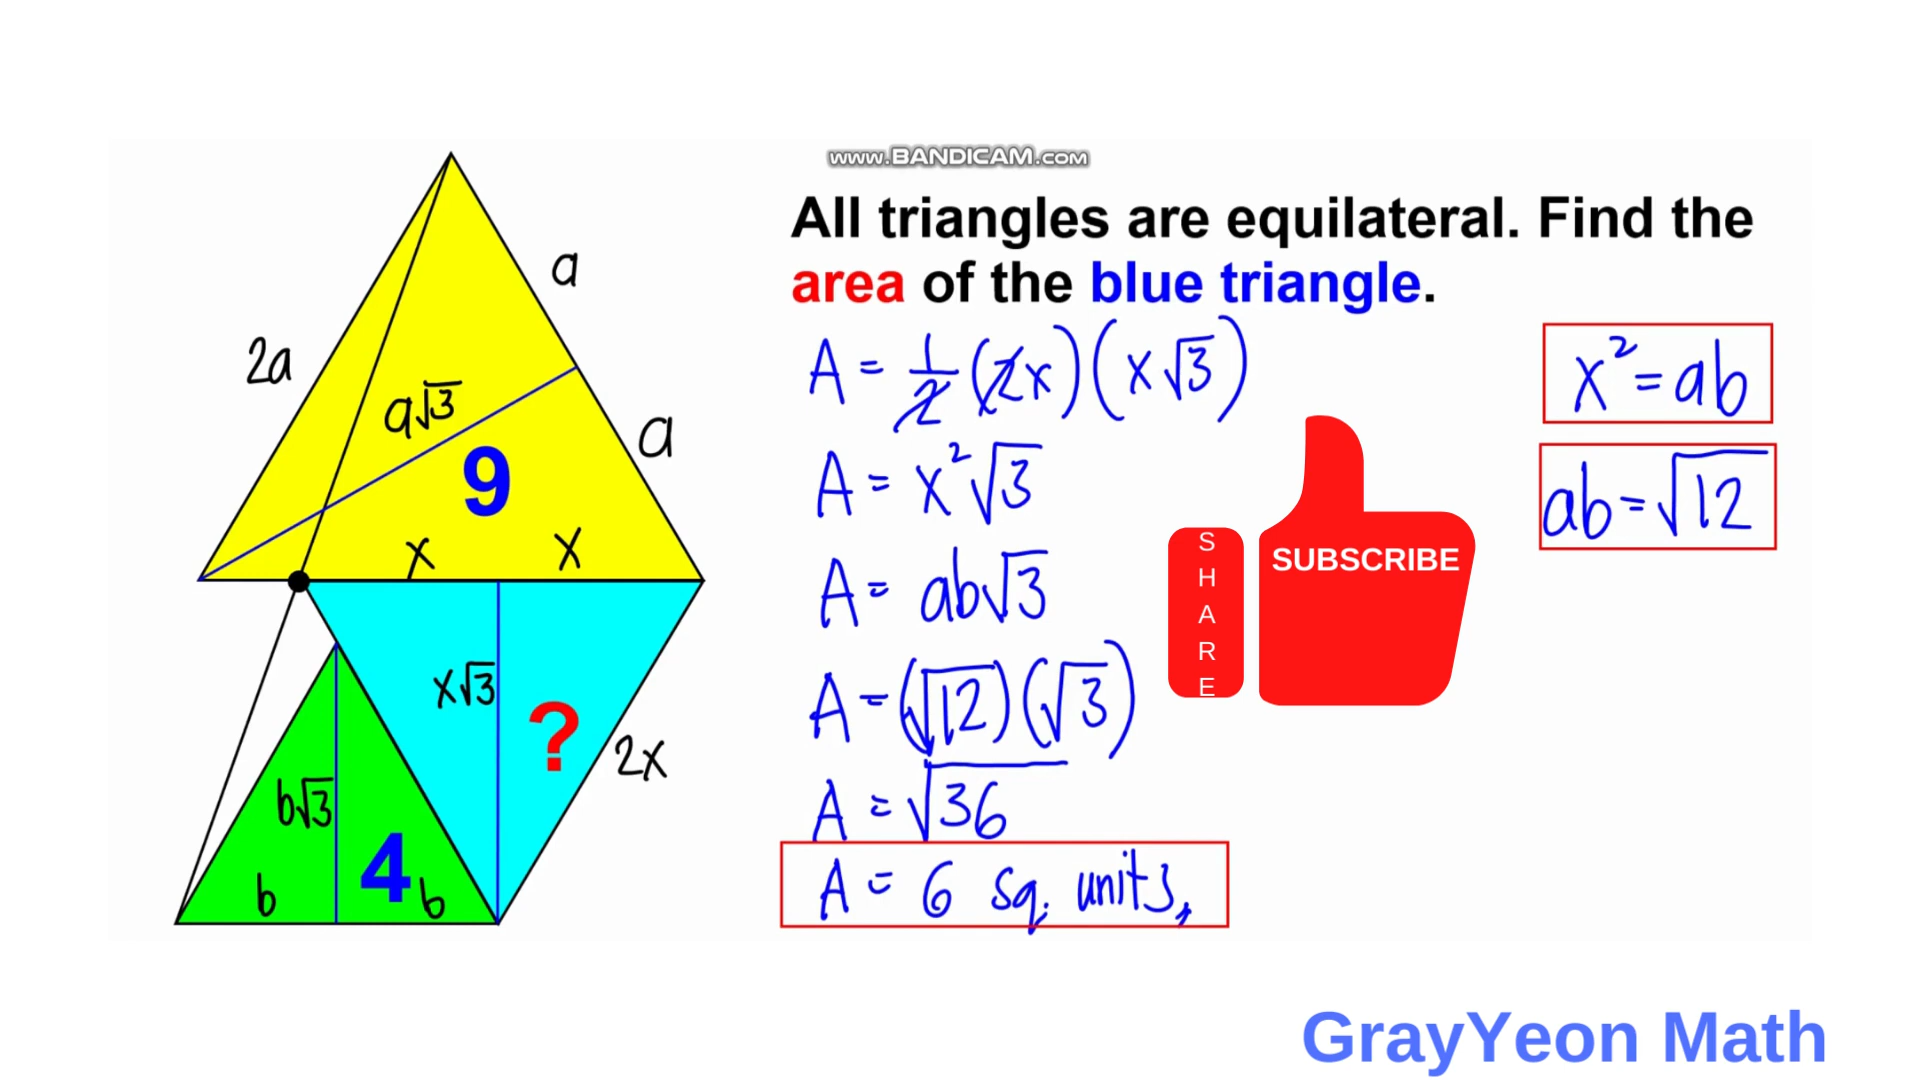 www.BANDICAM.com
All triangles are equilateral. Find the
area of the blue triangle.
a
2a
a√3
a
9
x x
x√3
?
2x
b√3
4
b b
A = 1/2 (2x)(x√3)
A = x²√3
A = ab√3
A = (√12)(√3)
A = √36
A = 6 sq. units,
x² = ab
ab = √12
SHARE
SUBSCRIBE
GrayYeon Math